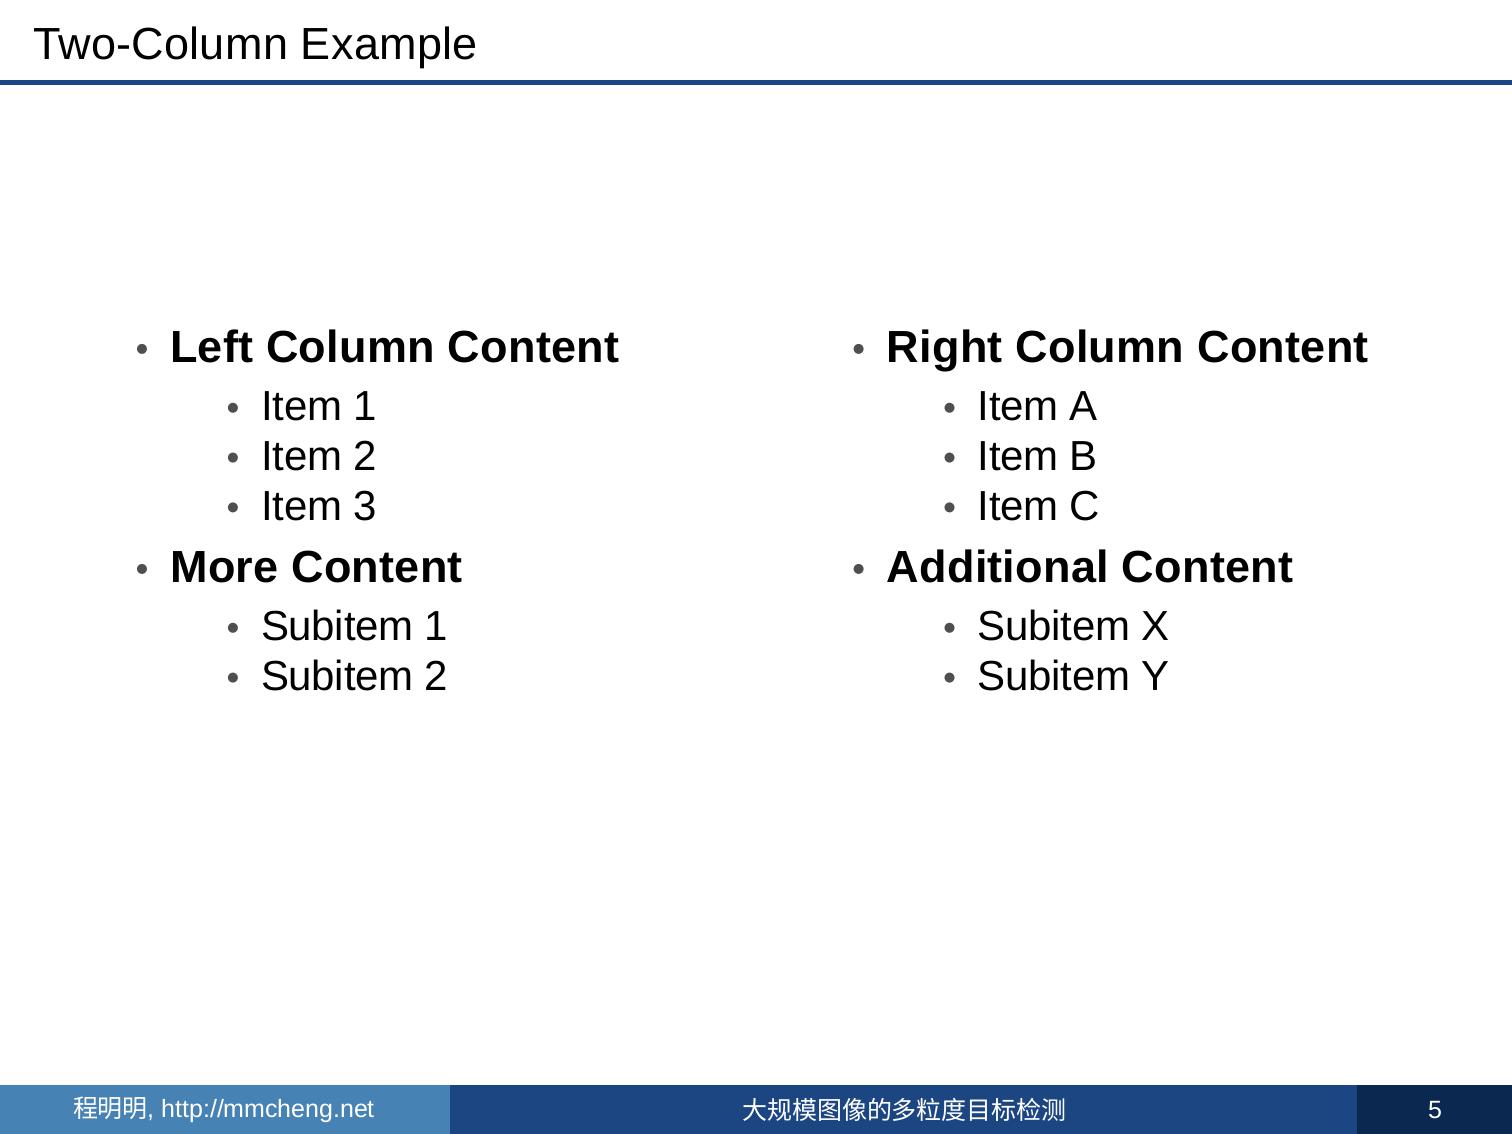 Two-Column Example
• Left Column Content
• Item 1
• Item 2
• Item 3
• More Content
• Subitem 1
• Subitem 2
• Right Column Content
• Item A
• Item B
• Item C
• Additional Content
• Subitem X
• Subitem Y
程明明, http://mmcheng.net
大规模图像的多粒度目标检测
5